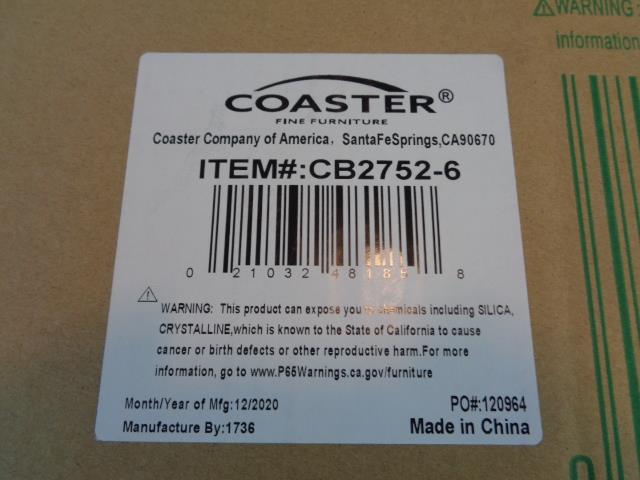 ⚠WARNING:
information
COASTER®
FINE FURNITURE
Coaster Company of America, SantaFeSprings,CA90670
ITEM#:CB2752-6
0 21032 48185 8
⚠ WARNING: This product can expose you to chemicals including SILICA,
CRYSTALLINE,which is known to the State of California to cause
cancer or birth defects or other reproductive harm.For more
information, go to www.P65Warnings.ca.gov/furniture
Month/Year of Mfg:12/2020
PO#:120964
Manufacture By:1736
Made in China